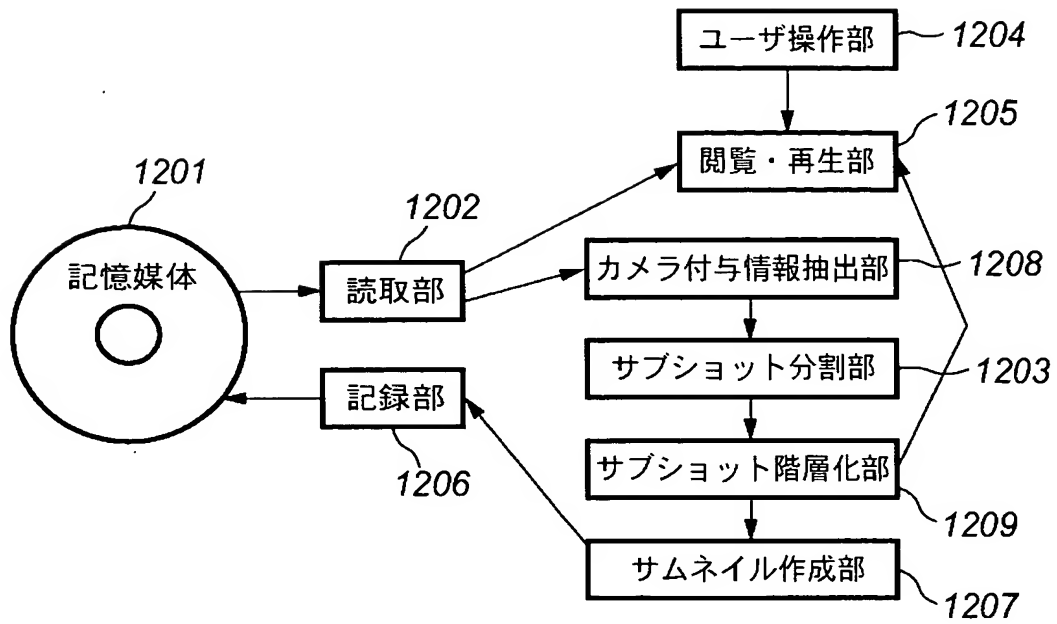 ユーザ操作部
1204
閲覧・再生部
1205
1201
記憶媒体
1202
読取部
カメラ付与情報抽出部
1208
サブショット分割部
1203
記録部
1206
サブショット階層化部
1209
サムネイル作成部
1207